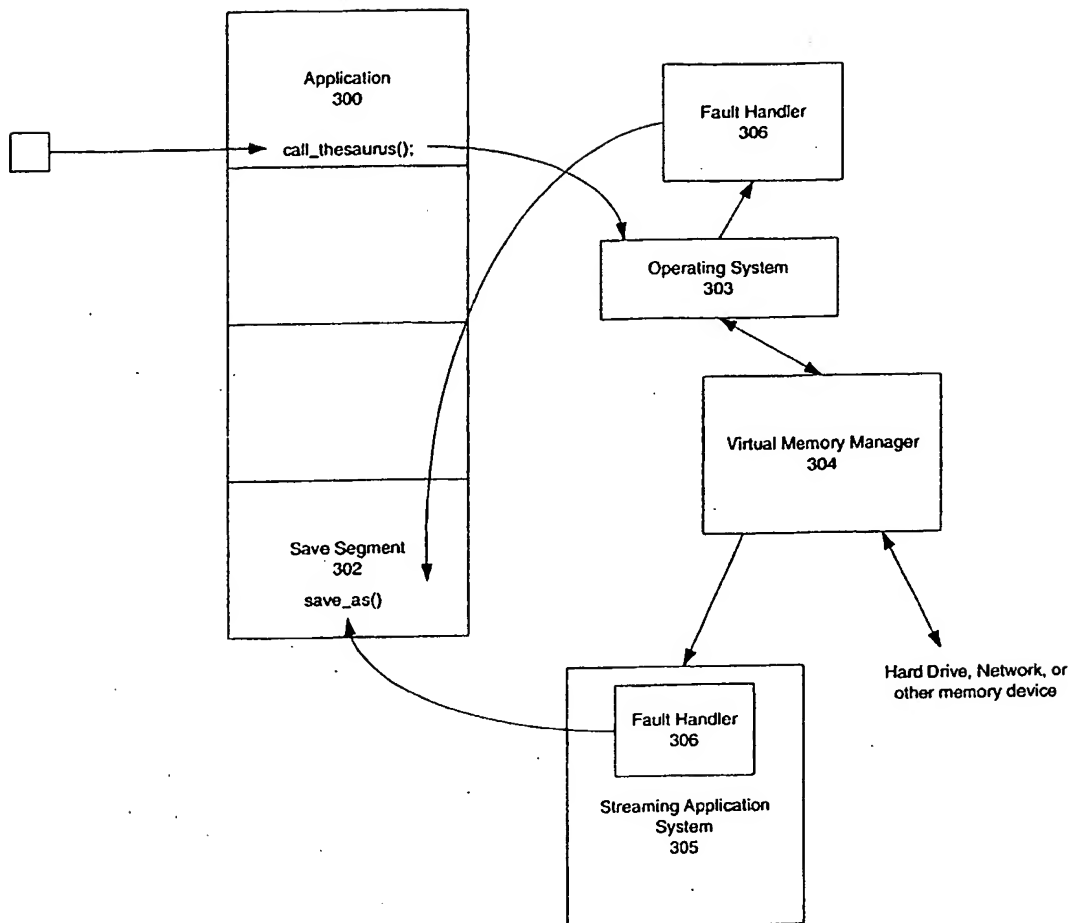 Application
300
call_thesaurus();
Fault Handler
306
Operating System
303
Virtual Memory Manager
304
Save Segment
302
save_as()
Hard Drive, Network, or
other memory device
Fault Handler
306
Streaming Application
System
305